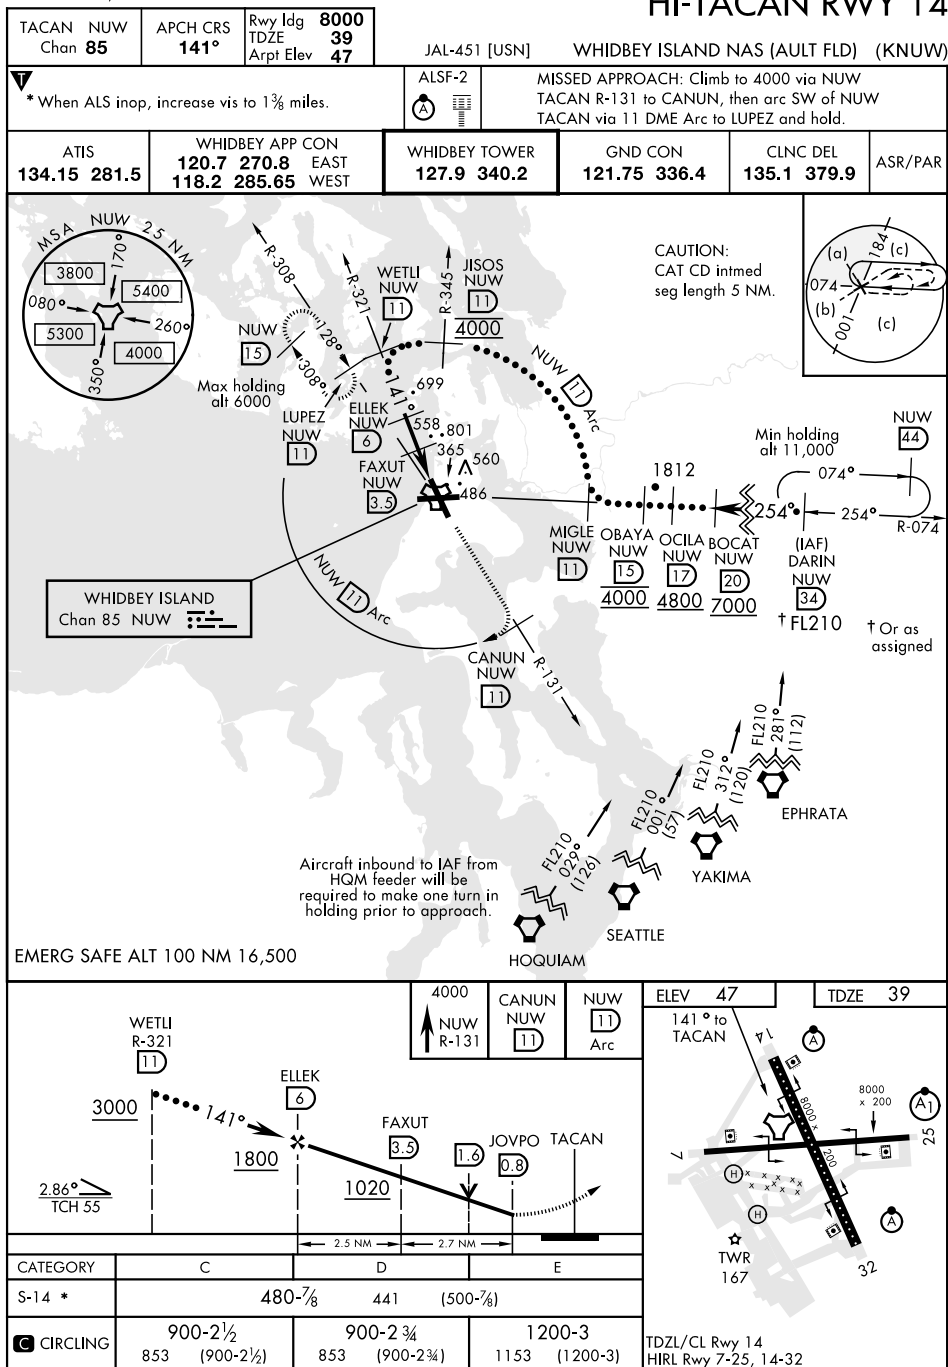 HI-TACAN RWY 14
TACAN NUW
Chan 85
APCH CRS
141°
Rwy ldg 8000
TDZE 39
Arpt Elev 47
JAL-451 [USN]
WHIDBEY ISLAND NAS (AULT FLD) (KNUW)
T
* When ALS inop, increase vis to 1⅜ miles.
ALSF-2
A
MISSED APPROACH: Climb to 4000 via NUW
TACAN R-131 to CANUN, then arc SW of NUW
TACAN via 11 DME Arc to LUPEZ and hold.
ATIS
134.15 281.5
WHIDBEY APP CON
120.7 270.8 EAST
118.2 285.65 WEST
WHIDBEY TOWER
127.9 340.2
GND CON
121.75 336.4
CLNC DEL
135.1 379.9
ASR/PAR
MSA NUW 25 NM
170°
3800
5400
080°
260°
5300
4000
350°
R-308
R-321
R-345
WETLI
NUW
11
JISOS
NUW
11
4000
NUW
15
128°
308°
Max holding
alt 6000
LUPEZ
NUW
11
141°
699
ELLEK
NUW
6
558
801
365
560
FAXUT
NUW
3.5
486
NUW 11 Arc
CAUTION:
CAT CD intmed
seg length 5 NM.
(a)
184
(c)
074
(b)
001
(c)
Min holding
alt 11,000
NUW
44
074°
1812
254°
254°
R-074
MIGLE
NUW
11
OBAYA
NUW
15
4000
OCILA
NUW
17
4800
BOCAT
NUW
20
7000
(IAF)
DARIN
NUW
34
† FL210
† Or as
assigned
WHIDBEY ISLAND
Chan 85 NUW
NUW 11 Arc
CANUN
NUW
11
R-131
FL210
029°
(126)
HOQUIAM
FL210
001°
(57)
SEATTLE
FL210
312°
(120)
YAKIMA
FL210
281°
(112)
EPHRATA
Aircraft inbound to IAF from
HQM feeder will be
required to make one turn in
holding prior to approach.
EMERG SAFE ALT 100 NM 16,500
4000
NUW
R-131
CANUN
NUW
11
NUW
11
Arc
WETLI
R-321
11
3000
141°
ELLEK
6
1800
FAXUT
3.5
1020
1.6
JOVPO
0.8
TACAN
2.86°
TCH 55
2.5 NM
2.7 NM
ELEV 47
TDZE 39
141° to
TACAN
14
A
8000
x 200
A1
25
8000 x 200
7
H
H
A
TWR
167
32
TDZL/CL Rwy 14
HIRL Rwy 7-25, 14-32
CATEGORY C D E
S-14 * 480-⅞ 441 (500-⅞)
C CIRCLING
900-2½
853 (900-2½)
900-2¾
853 (900-2¾)
1200-3
1153 (1200-3)